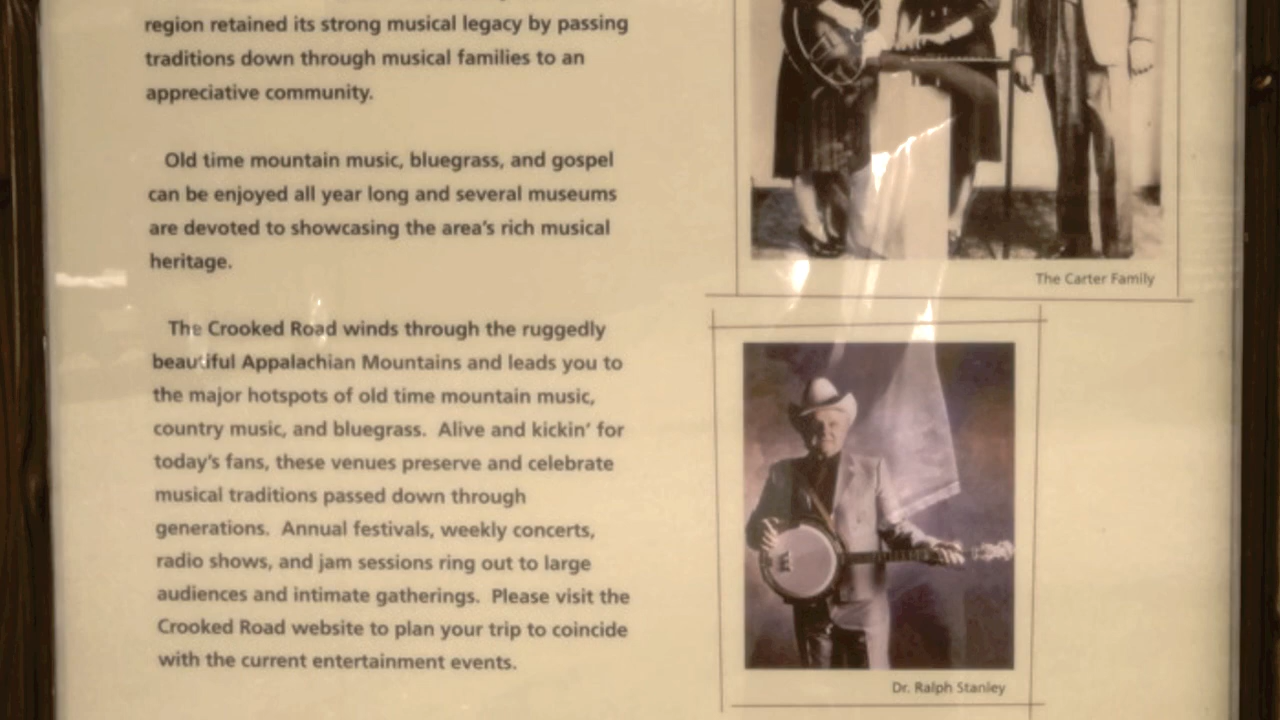 region retained its strong musical legacy by passing
traditions down through musical families to an
appreciative community.
Old time mountain music, bluegrass, and gospel
can be enjoyed all year long and several museums
are devoted to showcasing the area's rich musical
heritage.
The Crooked Road winds through the ruggedly
beautiful Appalachian Mountains and leads you to
the major hotspots of old time mountain music,
country music, and bluegrass.  Alive and kickin' for
today's fans, these venues preserve and celebrate
musical traditions passed down through
generations.  Annual festivals, weekly concerts,
radio shows, and jam sessions ring out to large
audiences and intimate gatherings.  Please visit the
Crooked Road website to plan your trip to coincide
with the current entertainment events.
The Carter Family
Dr. Ralph Stanley